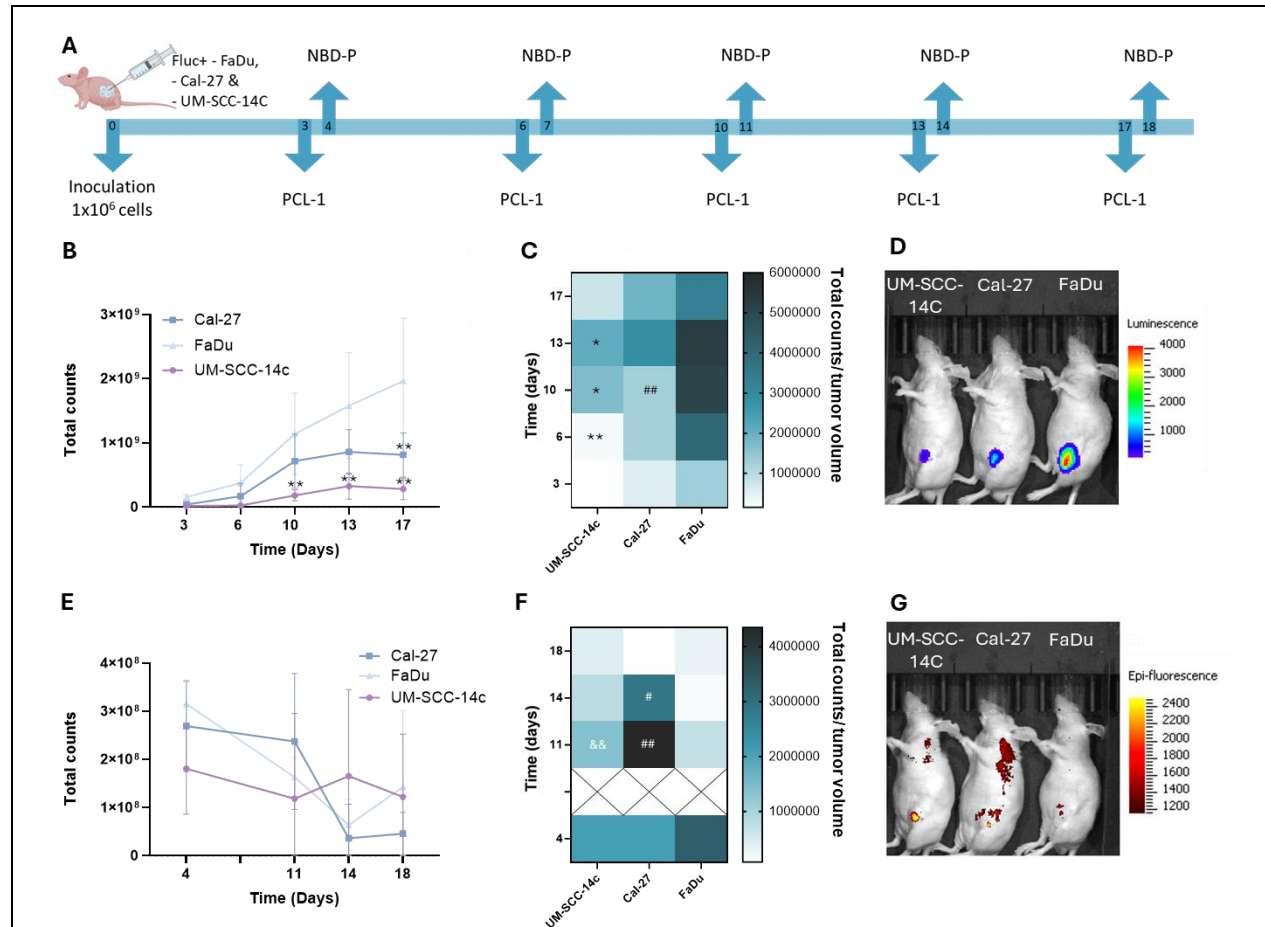 A
Fluc+ - FaDu,
- Cal-27 &
- UM-SCC-14C
NBD-P NBD-P NBD-P NBD-P NBD-P
0 3 4 6 7 10 11 13 14 17 18
Inoculation
1x10⁶ cells
PCL-1 PCL-1 PCL-1 PCL-1 PCL-1
B
Cal-27
FaDu
UM-SCC-14c
3×10⁹
2×10⁹
1×10⁹
0
Total counts
**
** ** **
3 6 10 13 17
Time (Days)
C
17
13
10
6
3
Time (days)
*
* ##
**
UM-SCC-14c Cal-27 FaDu
6000000
5000000
4000000
3000000
2000000
1000000
Total counts/ tumor volume
D
UM-SCC-
14C
Cal-27 FaDu
Luminescence
4000
3000
2000
1000
E
Cal-27
FaDu
UM-SCC-14c
4×10⁸
3×10⁸
2×10⁸
1×10⁸
0
Total counts
4 11 14 18
Time (Days)
F
18
14
11
4
Time (days)
#
&& ##
UM-SCC-14c Cal-27 FaDu
4000000
3000000
2000000
1000000
Total counts/ tumor volume
G
UM-SCC-
14C
Cal-27 FaDu
Epi-fluorescence
2400
2200
2000
1800
1600
1400
1200